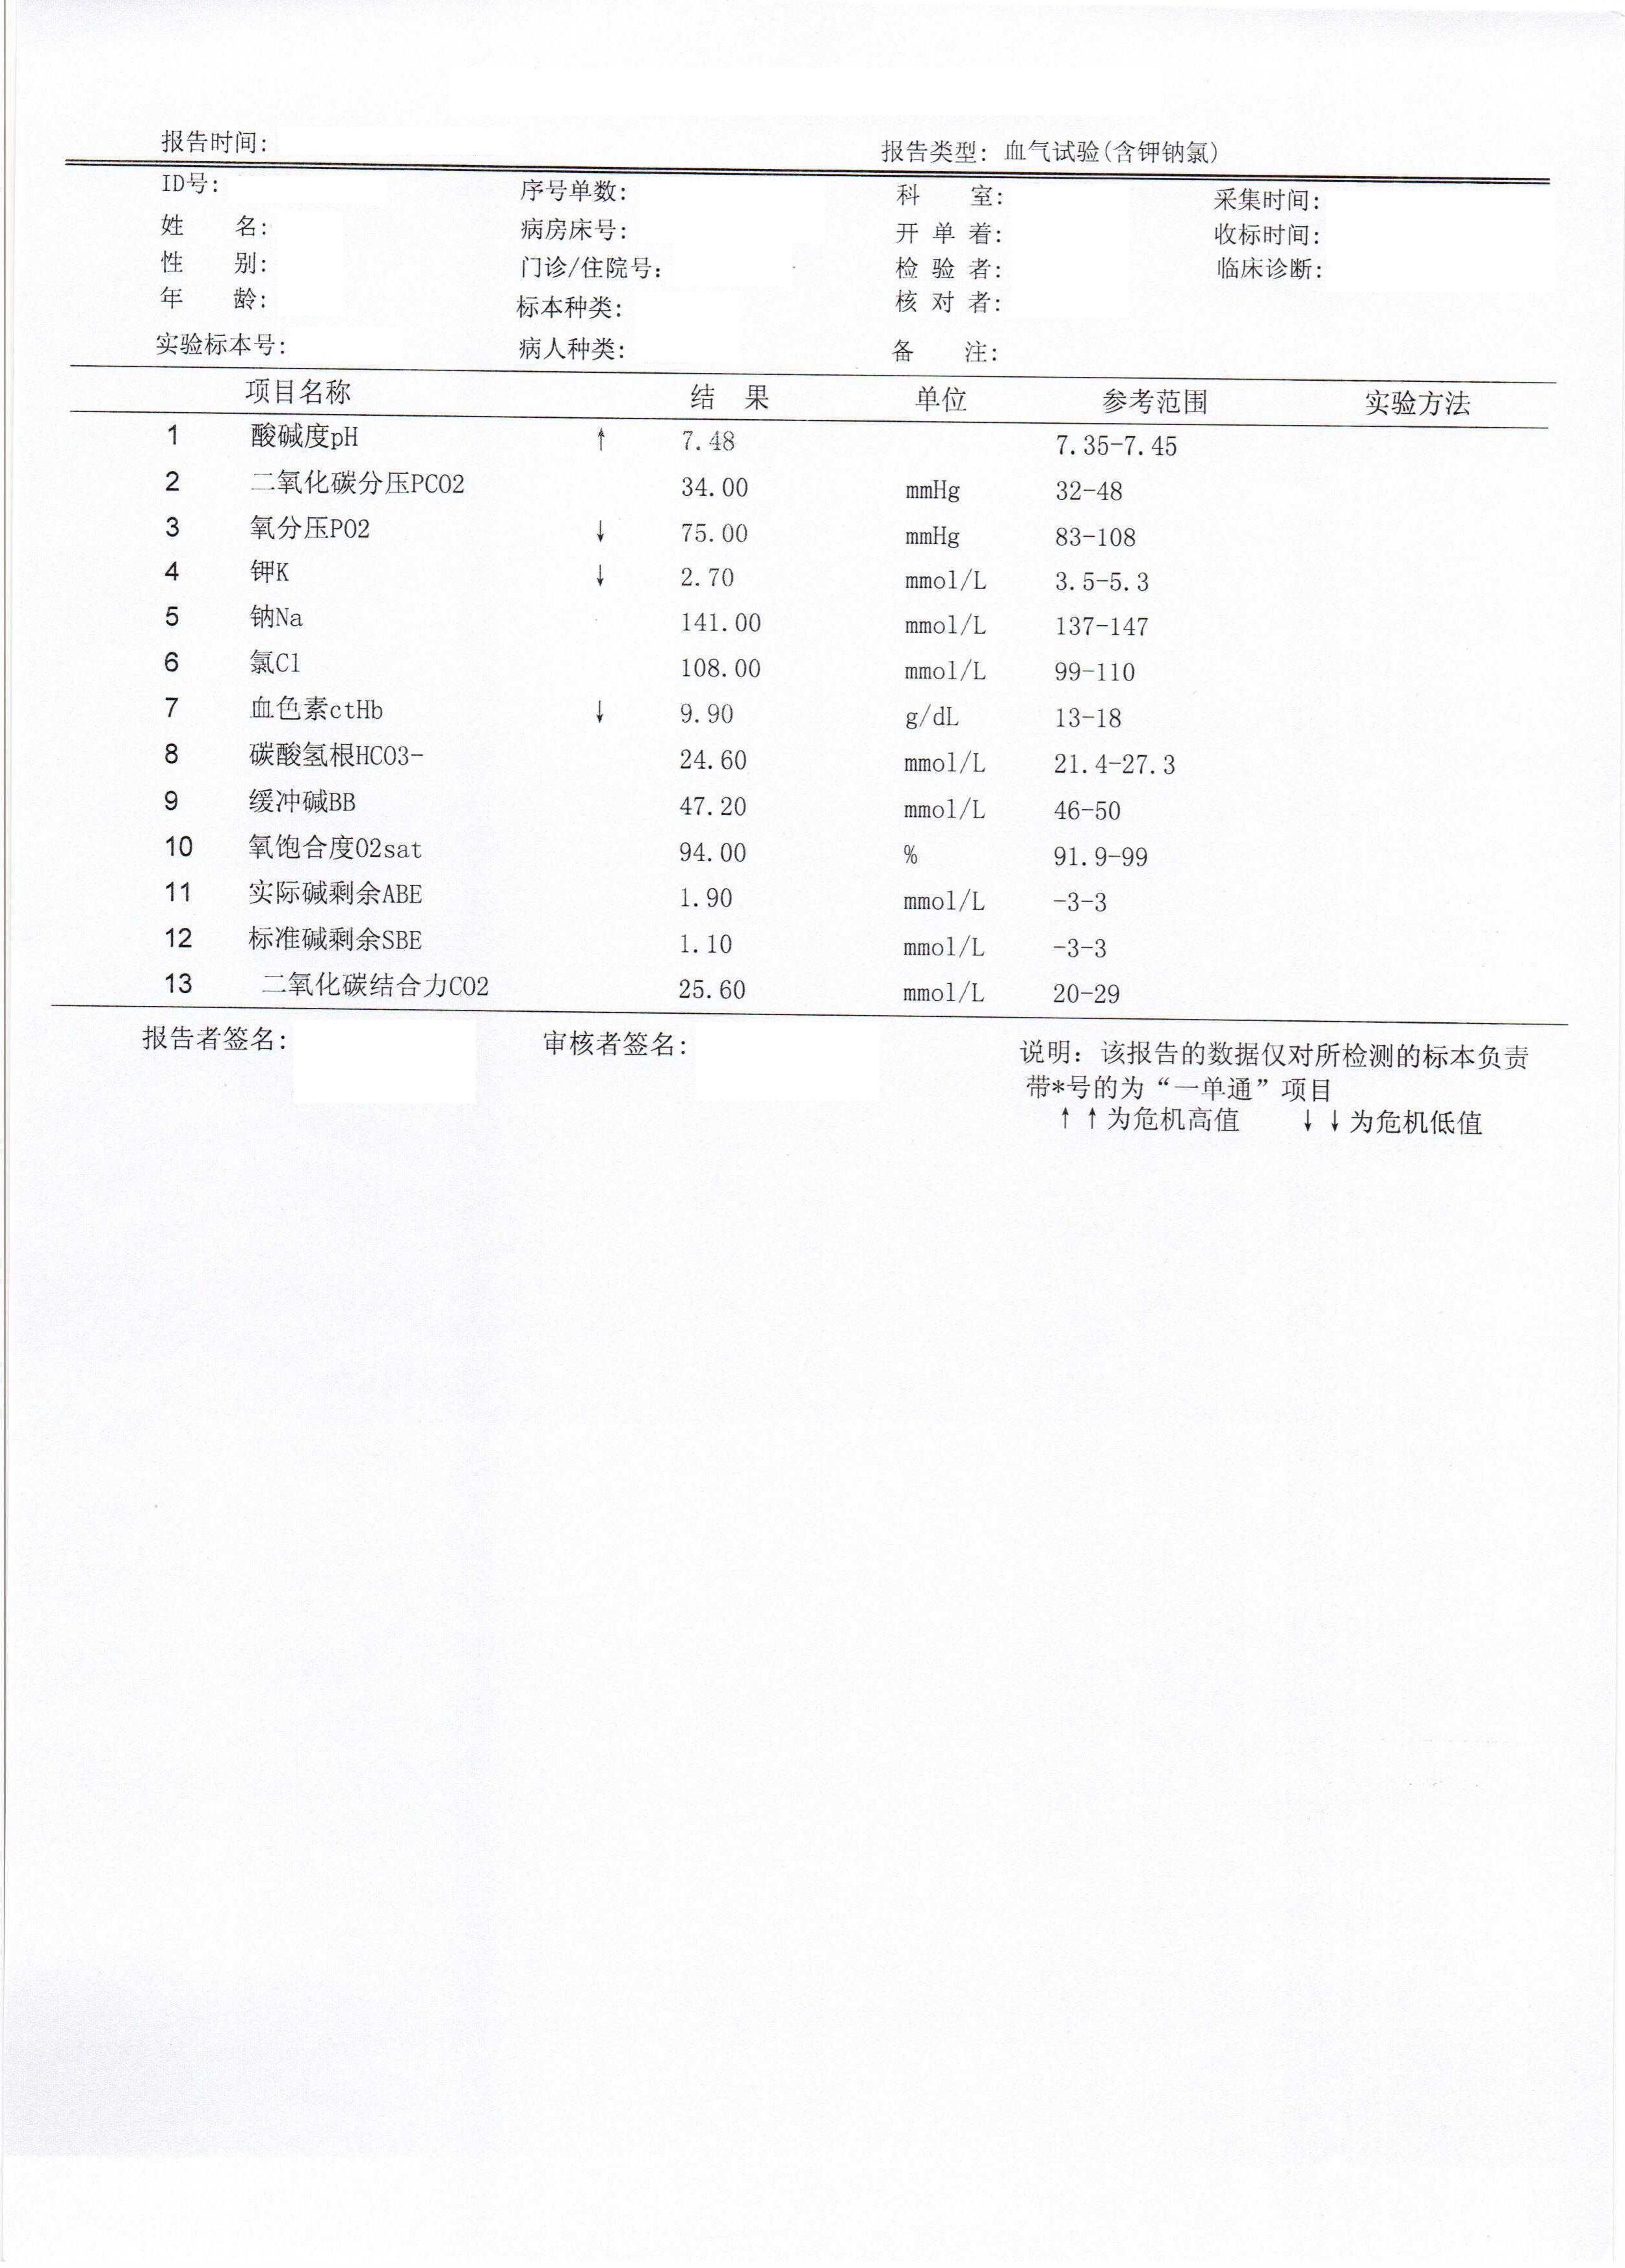 报告时间: 报告类型: 血气试验(含钾钠氯)
ID号: 序号单数: 科 室: 采集时间:
姓 名: 病房床号: 开 单 着: 收标时间:
性 别: 门诊/住院号: 检 验 者: 临床诊断:
年 龄: 标本种类: 核 对 者:
实验标本号: 病人种类: 备 注:
项目名称 结 果 单位 参考范围 实验方法
1 酸碱度pH ↑ 7.48 7.35-7.45
2 二氧化碳分压PCO2 34.00 mmHg 32-48
3 氧分压PO2 ↓ 75.00 mmHg 83-108
4 钾K ↓ 2.70 mmol/L 3.5-5.3
5 钠Na 141.00 mmol/L 137-147
6 氯Cl 108.00 mmol/L 99-110
7 血色素ctHb ↓ 9.90 g/dL 13-18
8 碳酸氢根HCO3- 24.60 mmol/L 21.4-27.3
9 缓冲碱BB 47.20 mmol/L 46-50
10 氧饱合度O2sat 94.00 % 91.9-99
11 实际碱剩余ABE 1.90 mmol/L -3-3
12 标准碱剩余SBE 1.10 mmol/L -3-3
13 二氧化碳结合力CO2 25.60 mmol/L 20-29
报告者签名: 审核者签名: 说明: 该报告的数据仅对所检测的标本负责
带*号的为“一单通”项目
↑↑为危机高值 ↓↓为危机低值